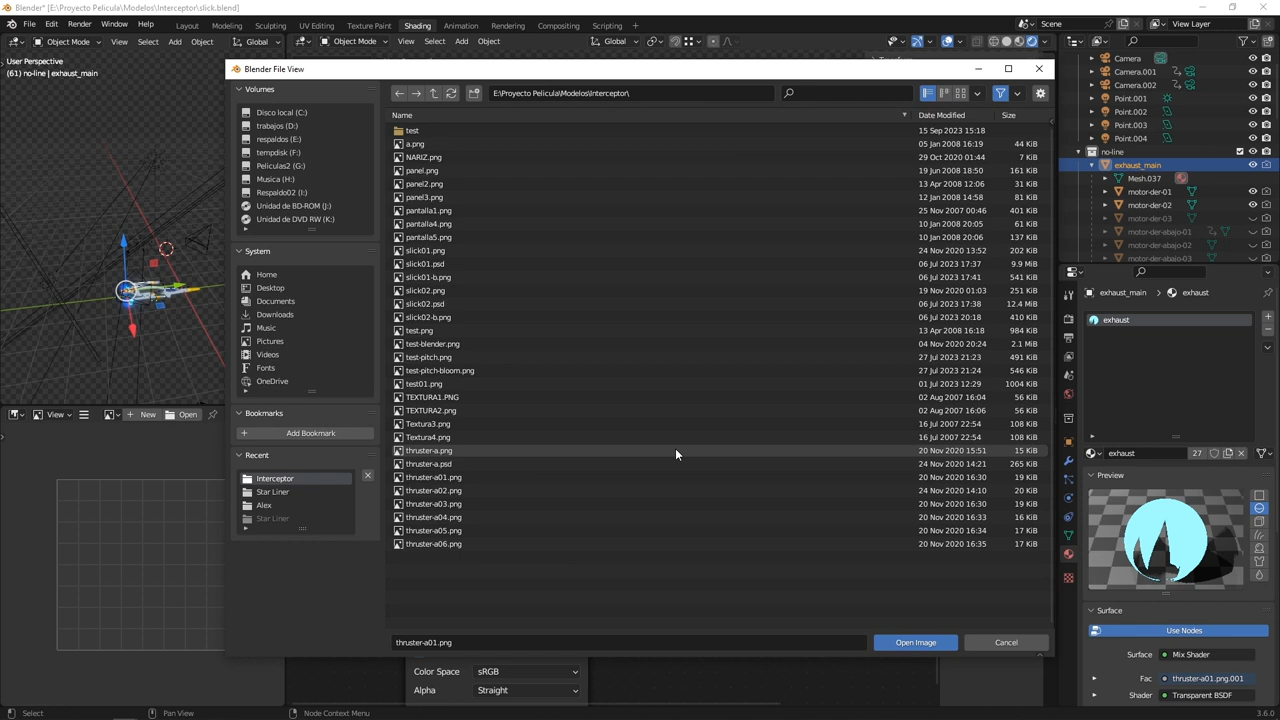 Blender* [E:\Proyecto Pelicula\Modelos\Interceptor\slick.blend]
File Edit Render Window Help Layout Modeling Sculpting UV Editing Texture Paint Shading Animation Rendering Compositing Scripting + Scene View Layer
Object Mode View Select Add Object Global Object Mode View Select Add Object Global
User Perspective
(61) no-line | exhaust_main
Blender File View
Volumes
Disco local (C:)
trabajos (D:)
respaldos (E:)
tempdisk (F:)
Peliculas2 (G:)
Musica (H:)
Respaldo02 (I:)
Unidad de BD-ROM (J:)
Unidad de DVD RW (K:)
System
Home
Desktop
Documents
Downloads
Music
Pictures
Videos
Fonts
OneDrive
Bookmarks
+ Add Bookmark
Recent
Interceptor
Star Liner
Alex
Star Liner
E:\Proyecto Pelicula\Modelos\Interceptor\
Name Date Modified Size
test 15 Sep 2023 15:18
a.png 05 Jan 2008 16:19 44 KiB
NARIZ.png 29 Oct 2020 01:44 7 KiB
panel.png 19 Jun 2008 18:50 161 KiB
panel2.png 13 Apr 2008 12:06 31 KiB
panel3.png 12 Jan 2008 14:58 81 KiB
pantalla1.png 25 Nov 2007 00:46 401 KiB
pantalla4.png 10 Jan 2008 20:05 61 KiB
pantalla5.png 10 Jan 2008 20:06 137 KiB
slick01.png 24 Nov 2020 13:52 202 KiB
slick01.psd 06 Jul 2023 17:37 9.9 MiB
slick01-b.png 06 Jul 2023 17:41 541 KiB
slick02.png 19 Nov 2020 01:03 251 KiB
slick02.psd 06 Jul 2023 17:38 12.4 MiB
slick02-b.png 06 Jul 2023 20:18 410 KiB
test.png 13 Apr 2008 16:18 984 KiB
test-blender.png 04 Nov 2020 20:24 2.1 MiB
test-pitch.png 27 Jul 2023 21:23 491 KiB
test-pitch-bloom.png 27 Jul 2023 21:24 546 KiB
test01.png 01 Jul 2023 12:29 1004 KiB
TEXTURA1.PNG 02 Aug 2007 16:04 56 KiB
TEXTURA2.png 02 Aug 2007 16:06 56 KiB
Textura3.png 16 Jul 2007 22:54 108 KiB
Textura4.png 16 Jul 2007 22:54 108 KiB
thruster-a.png 20 Nov 2020 15:51 15 KiB
thruster-a.psd 24 Nov 2020 14:21 265 KiB
thruster-a01.png 20 Nov 2020 16:30 19 KiB
thruster-a02.png 24 Nov 2020 14:10 20 KiB
thruster-a03.png 20 Nov 2020 16:30 19 KiB
thruster-a04.png 20 Nov 2020 16:33 16 KiB
thruster-a05.png 20 Nov 2020 16:34 17 KiB
thruster-a06.png 20 Nov 2020 16:35 17 KiB
thruster-a01.png Open Image Cancel
View + New Open
Color Space sRGB
Alpha Straight
Camera
Camera.001
Camera.002
Point.001
Point.002
Point.003
Point.004
no-line
exhaust_main
Mesh.037
motor-der-01
motor-der-02
motor-der-03
motor-der-abajo-01
motor-der-abajo-02
motor-der-abajo-03
exhaust_main > exhaust
exhaust
exhaust 27
Preview
Surface
Use Nodes
Surface Mix Shader
Fac thruster-a01.png.001
Shader Transparent BSDF
Select Pan View Node Context Menu 3.6.0